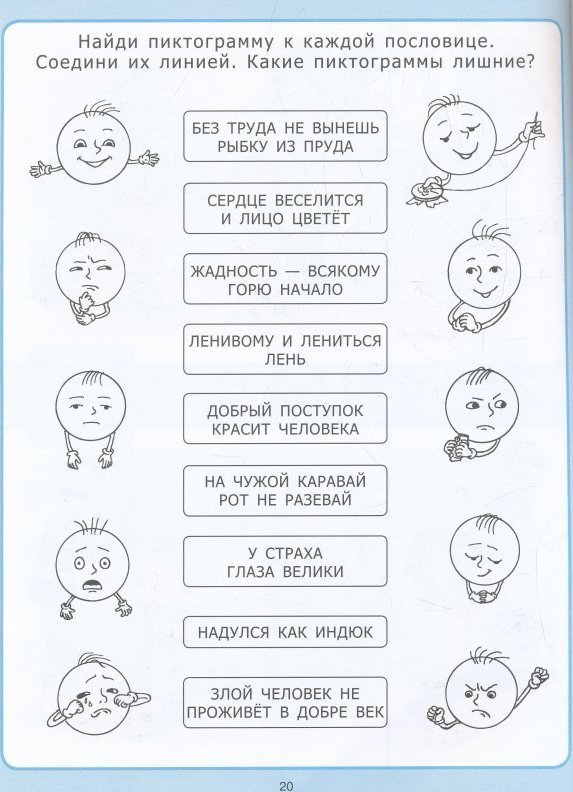 Найди пиктограмму к каждой пословице.
Соедини их линией. Какие пиктограммы лишние?
БЕЗ ТРУДА НЕ ВЫНЕШЬ
РЫБКУ ИЗ ПРУДА
СЕРДЦЕ ВЕСЕЛИТСЯ
И ЛИЦО ЦВЕТЁТ
ЖАДНОСТЬ — ВСЯКОМУ
ГОРЮ НАЧАЛО
ЛЕНИВОМУ И ЛЕНИТЬСЯ
ЛЕНЬ
ДОБРЫЙ ПОСТУПОК
КРАСИТ ЧЕЛОВЕКА
НА ЧУЖОЙ КАРАВАЙ
РОТ НЕ РАЗЕВАЙ
У СТРАХА
ГЛАЗА ВЕЛИКИ
НАДУЛСЯ КАК ИНДЮК
ЗЛОЙ ЧЕЛОВЕК НЕ
ПРОЖИВЁТ В ДОБРЕ ВЕК
20